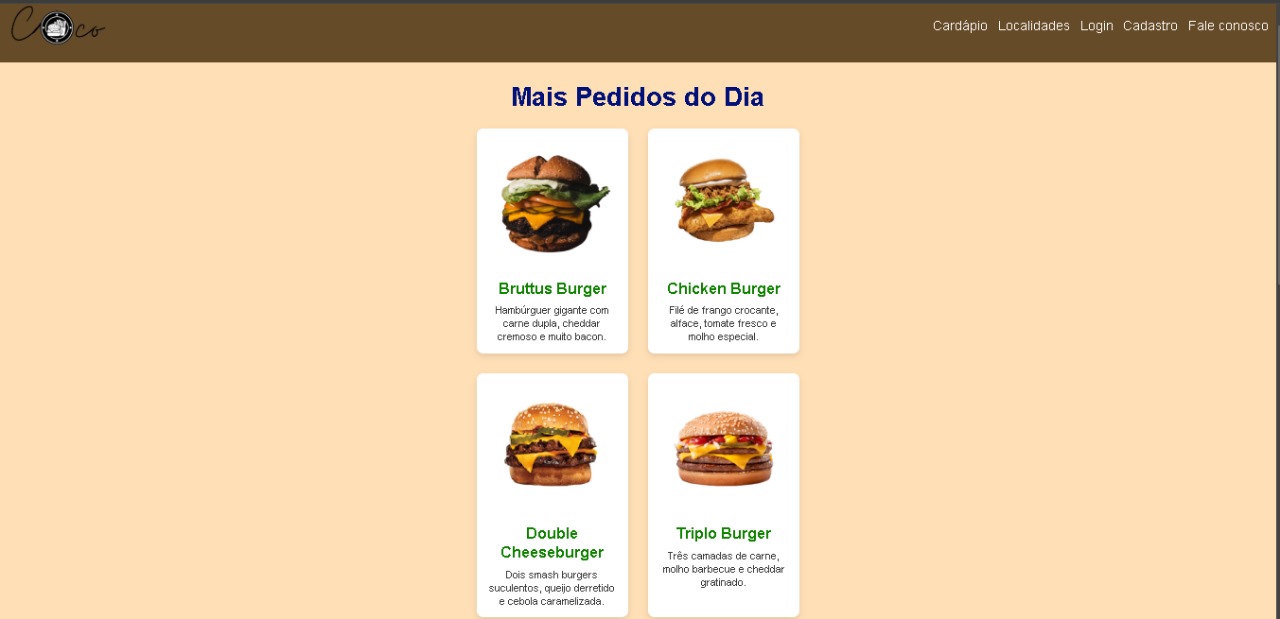 Coco
Cardápio Localidades Login Cadastro Fale conosco
Mais Pedidos do Dia
Bruttus Burger
Hambúrguer gigante com
carne dupla, cheddar
cremoso e muito bacon.
Chicken Burger
Filé de frango crocante,
alface, tomate fresco e
molho especial.
Double
Cheeseburger
Dois smash burgers
suculentos, queijo derretido
e cebola caramelizada.
Triplo Burger
Três camadas de carne,
molho barbecue e cheddar
gratinado.